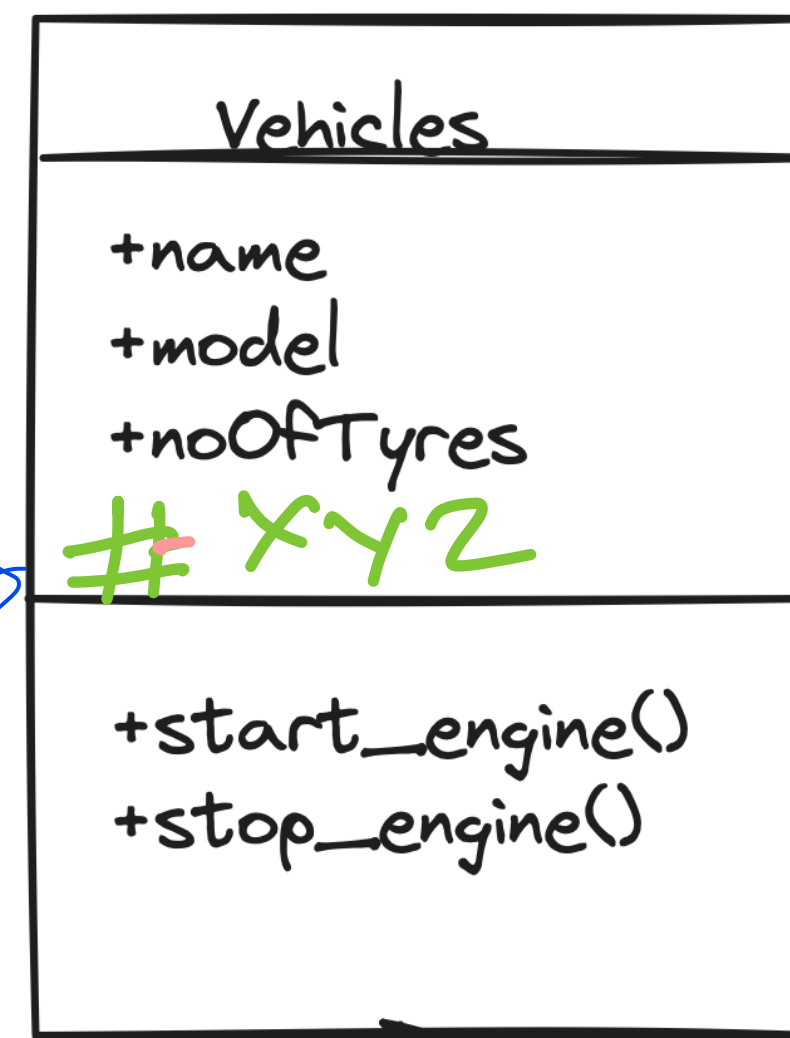 Vehicles
+name
+model
+noOfTyres
# XYZ
+start_engine()
+stop_engine()